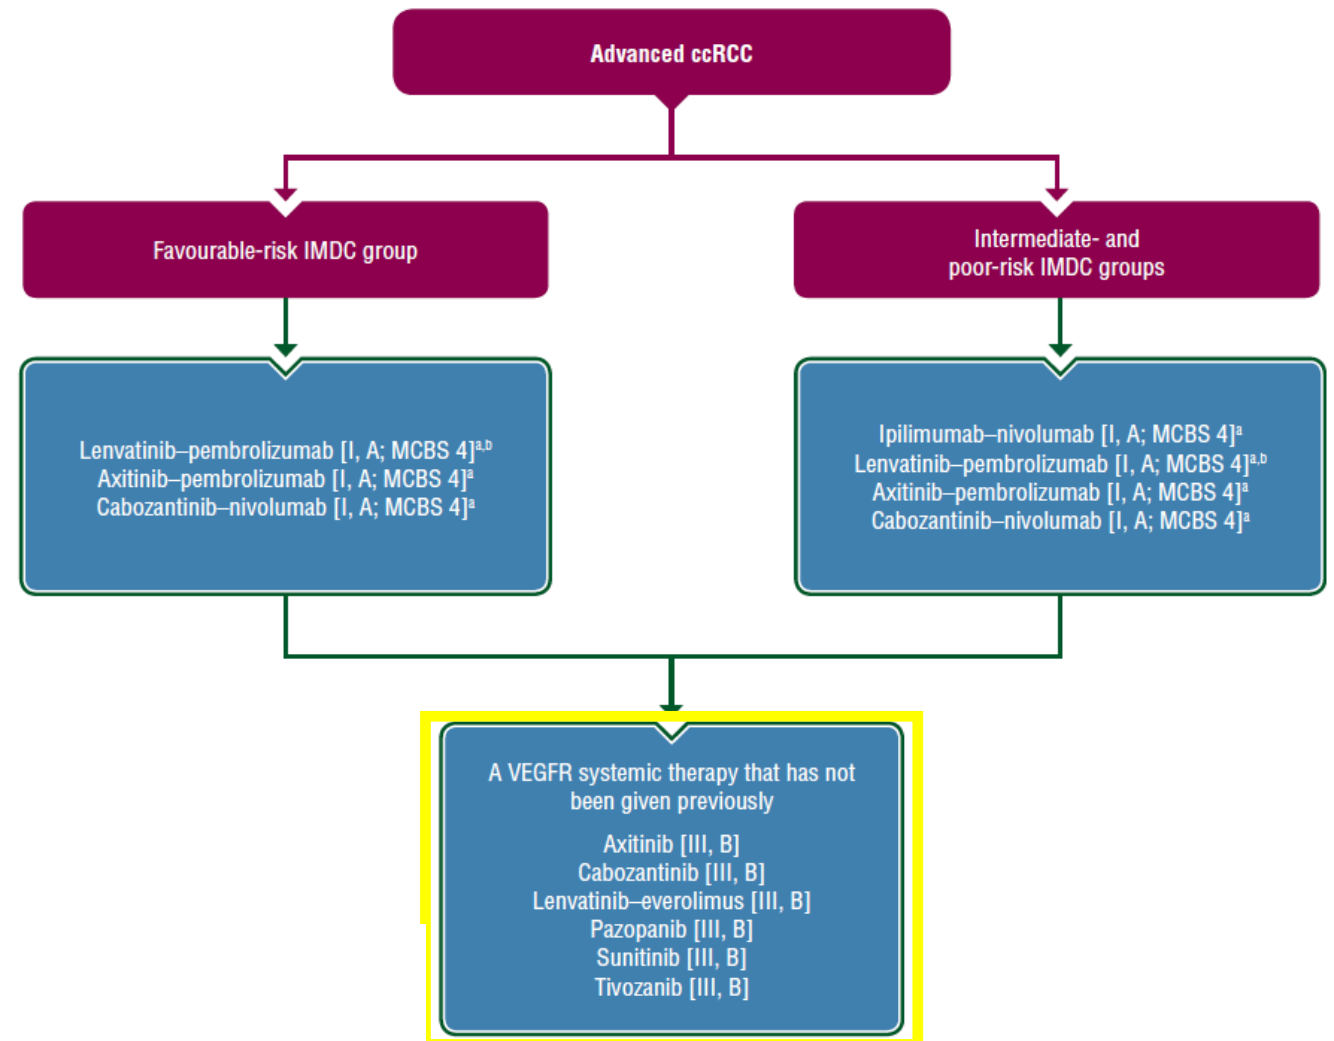 Advanced ccRCC
Favourable-risk IMDC group
Intermediate- and
poor-risk IMDC groups
Lenvatinib–pembrolizumab [I, A; MCBS 4]a,b
Axitinib–pembrolizumab [I, A; MCBS 4]a
Cabozantinib–nivolumab [I, A; MCBS 4]a
Ipilimumab–nivolumab [I, A; MCBS 4]a
Lenvatinib–pembrolizumab [I, A; MCBS 4]a,b
Axitinib–pembrolizumab [I, A; MCBS 4]a
Cabozantinib–nivolumab [I, A; MCBS 4]a
A VEGFR systemic therapy that has not
been given previously
Axitinib [III, B]
Cabozantinib [III, B]
Lenvatinib–everolimus [III, B]
Pazopanib [III, B]
Sunitinib [III, B]
Tivozanib [III, B]